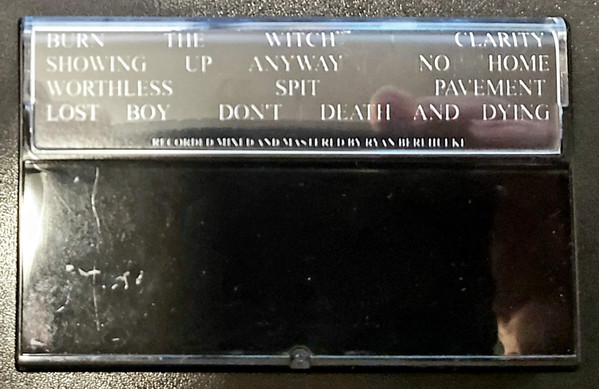 BURN THE WITCH CLARITY
SHOWING UP ANYWAY NO HOME
WORTHLESS SPIT PAVEMENT
LOST BOY DON'T DEATH AND DYING
RECORDED MIXED AND MASTERED BY RYAN